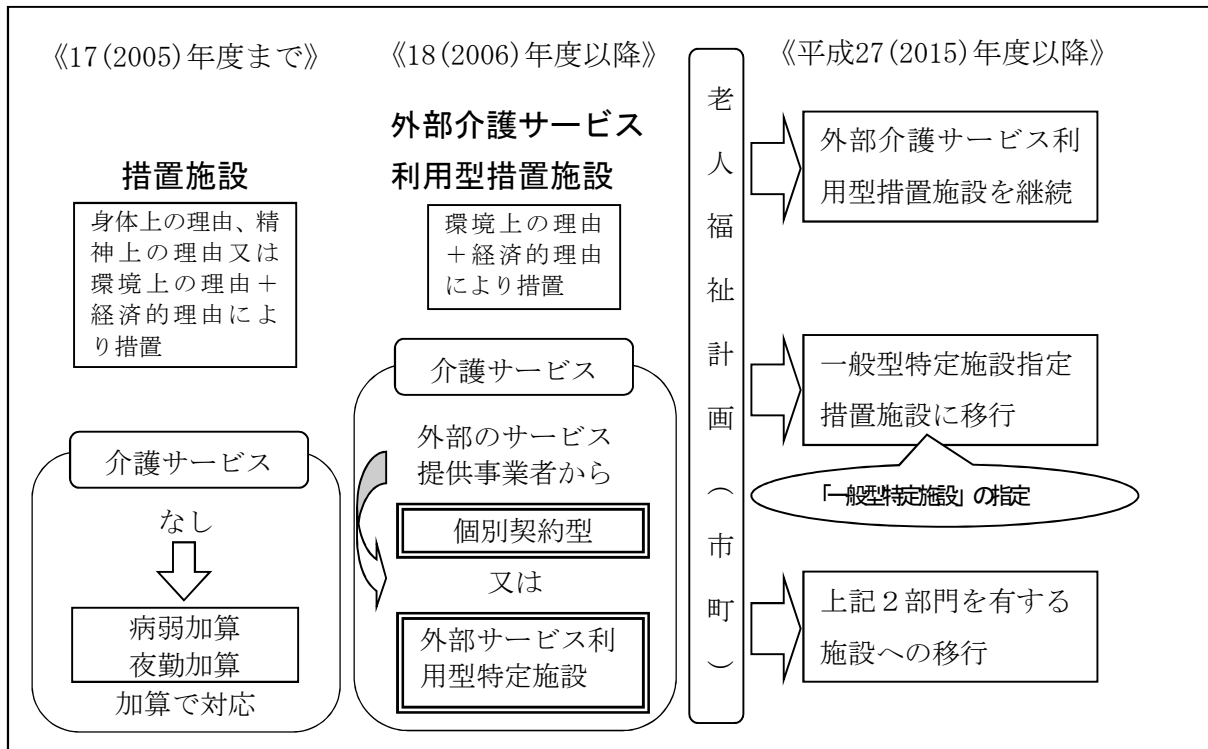 《17(2005)年度まで》
措置施設
身体上の理由、精
神上の理由又は
環境上の理由＋
経済的理由によ
り措置
介護サービス
なし
病弱加算
夜勤加算
加算で対応
《18(2006)年度以降》
外部介護サービス
利用型措置施設
環境上の理由
＋経済的理由
により措置
介護サービス
外部のサービス
提供事業者から
個別契約型
又は
外部サービス利
用型特定施設
老人福祉計画（市町）
《平成27(2015)年度以降》
外部介護サービス利
用型措置施設を継続
一般型特定施設指定
措置施設に移行
「一般型特定施設」の指定
上記２部門を有する
施設への移行